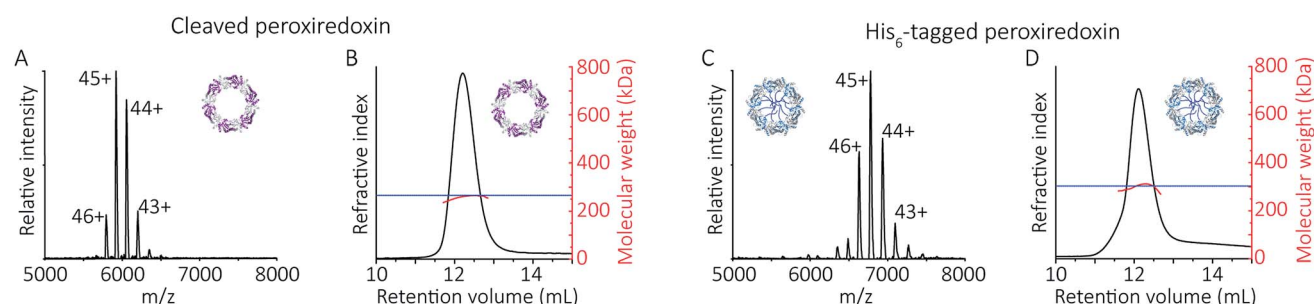 Cleaved peroxiredoxin
His6-tagged peroxiredoxin
A
Relative intensity
45+
44+
46+
43+
5000 6000 7000 8000
m/z
B
Refractive index
800
600
400
200
0
Molecular weight (kDa)
10 12 14
Retention volume (mL)
C
Relative intensity
45+
46+
44+
43+
5000 6000 7000 8000
m/z
D
Refractive index
800
600
400
200
0
Molecular weight (kDa)
10 12 14
Retention volume (mL)